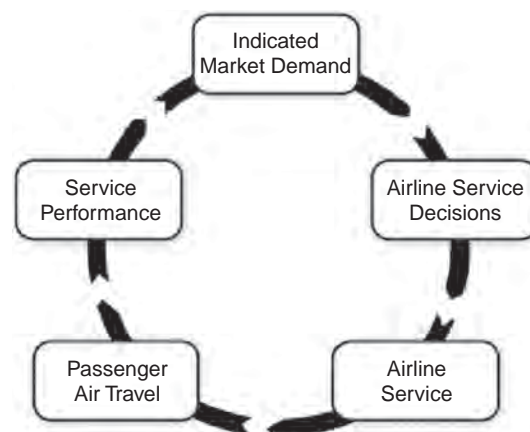 Indicated
Market Demand
Airline Service
Decisions
Airline
Service
Passenger
Air Travel
Service
Performance